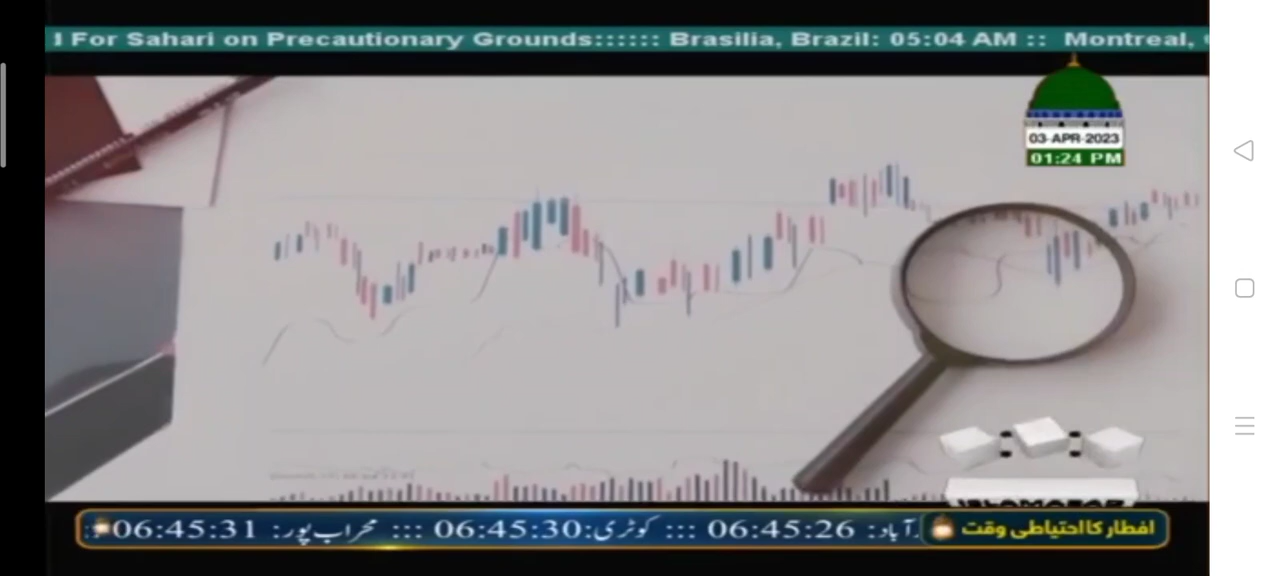 For Sahari on Precautionary Grounds:::::: Brasilia, Brazil: 05:04 AM :: Montreal,
03-APR-2023
01:24 PM
افطار کا احتیاطی وقت
آباد: 06:45:26 ::: کوٹری: 06:45:30 ::: محراب پور: 06:45:31